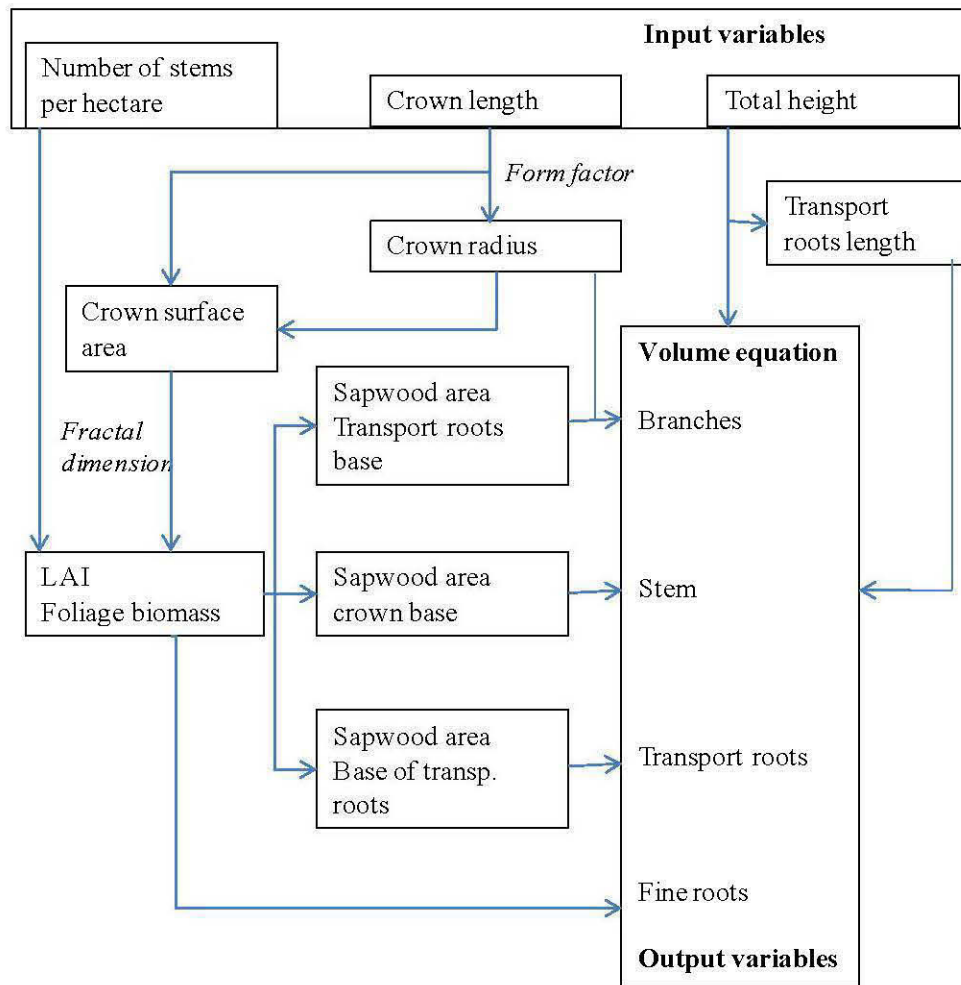 Input variables
Number of stems
per hectare
Crown length
Total height
Form factor
Transport
roots length
Crown radius
Crown surface
area
Volume equation
Sapwood area
Transport roots
base
Branches
Fractal
dimension
LAI
Foliage biomass
Sapwood area
crown base
Stem
Sapwood area
Base of transp.
roots
Transport roots
Fine roots
Output variables